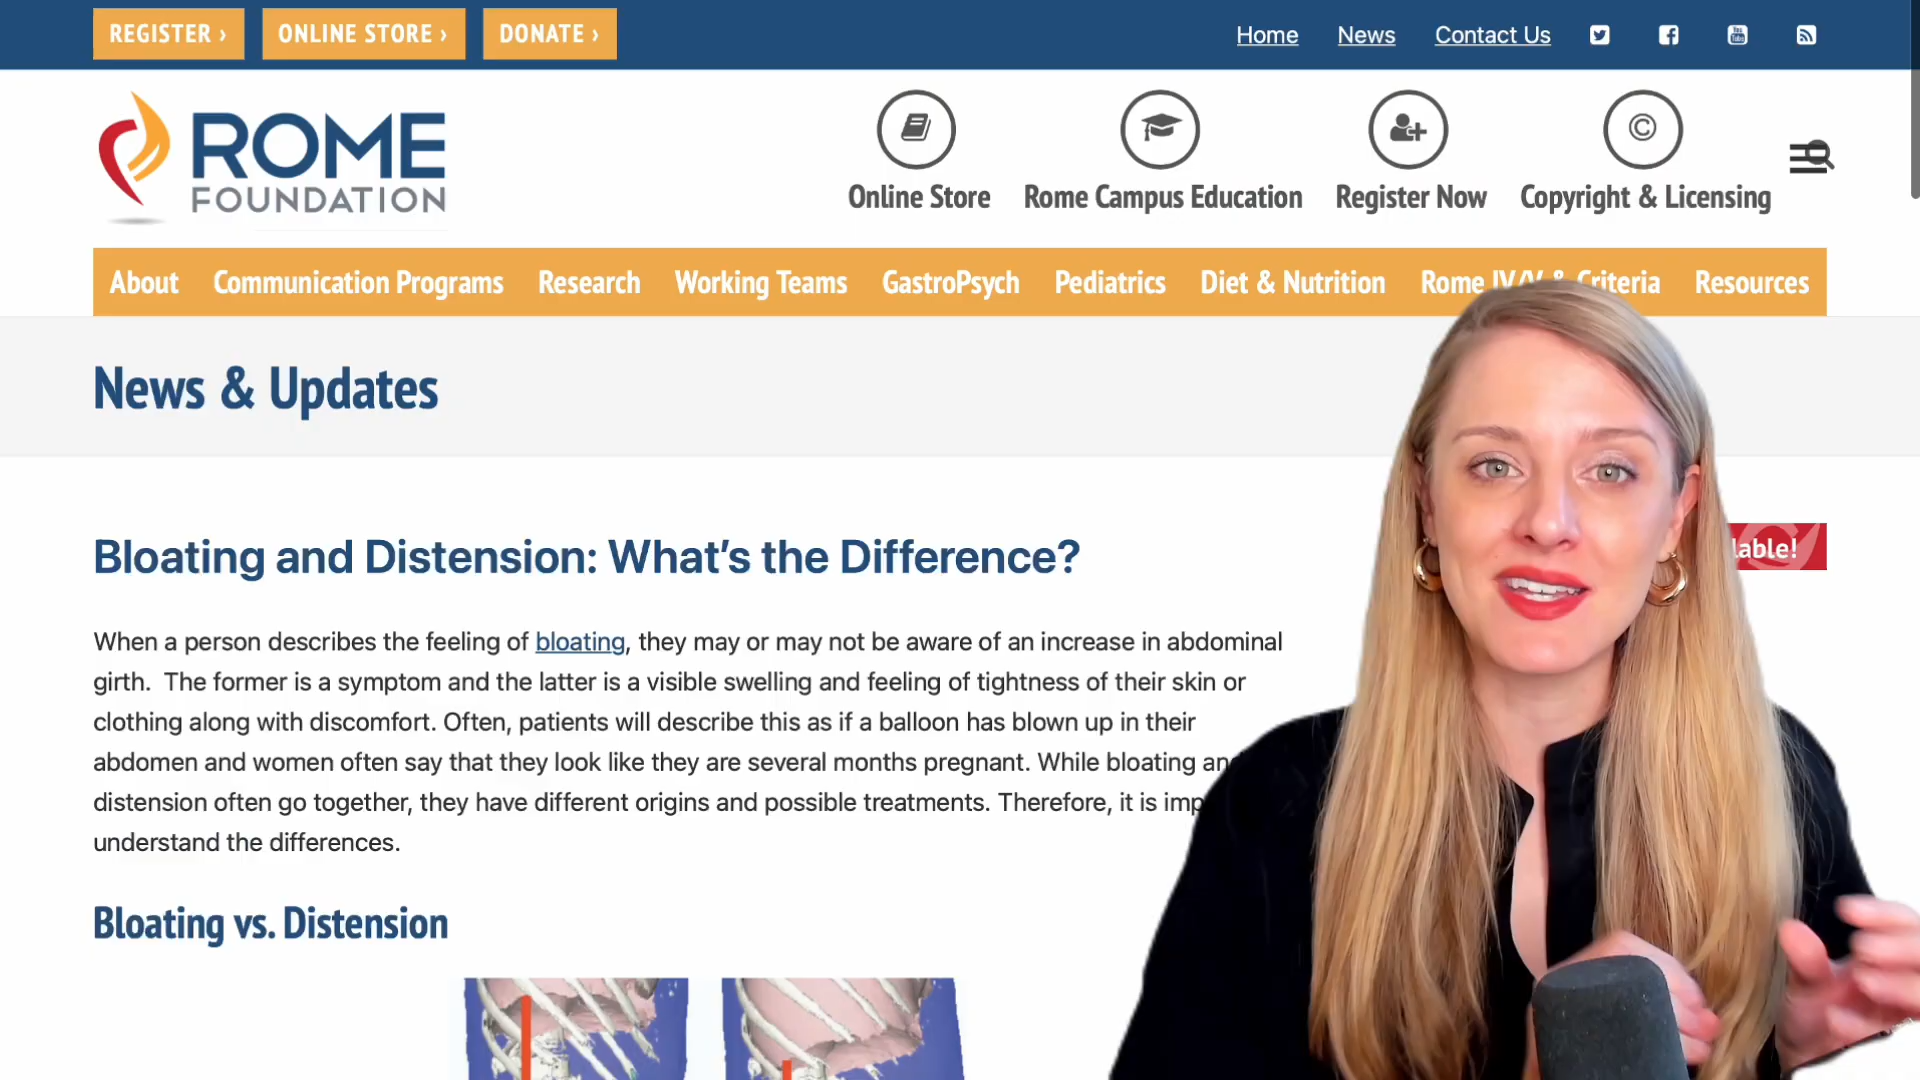 REGISTER ›
ONLINE STORE ›
DONATE ›
Home
News
Contact Us
ROME
FOUNDATION
Online Store
Rome Campus Education
Register Now
Copyright & Licensing
About
Communication Programs
Research
Working Teams
GastroPsych
Pediatrics
Diet & Nutrition
Rome IV/V & Criteria
Resources
News & Updates
Bloating and Distension: What’s the Difference?
lable!
When a person describes the feeling of bloating, they may or may not be aware of an increase in abdominal
girth. The former is a symptom and the latter is a visible swelling and feeling of tightness of their skin or
clothing along with discomfort. Often, patients will describe this as if a balloon has blown up in their
abdomen and women often say that they look like they are several months pregnant. While bloating an
distension often go together, they have different origins and possible treatments. Therefore, it is imp
understand the differences.
Bloating vs. Distension